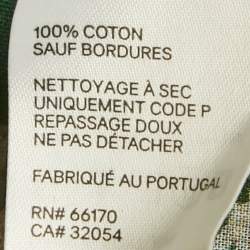 100% COTON
SAUF BORDURES
NETTOYAGE À SEC
UNIQUEMENT CODE P
REPASSAGE DOUX
NE PAS DÉTACHER
FABRIQUÉ AU PORTUGAL
RN# 66170
CA# 32054